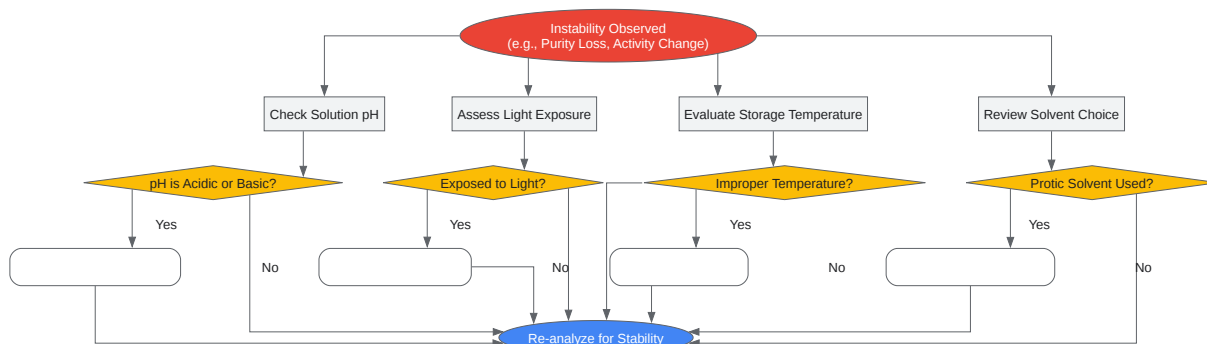 Instability Observed
(e.g., Purity Loss, Activity Change)
Check Solution pH
Assess Light Exposure
Evaluate Storage Temperature
Review Solvent Choice
pH is Acidic or Basic?
Exposed to Light?
Improper Temperature?
Protic Solvent Used?
Yes
Yes
Yes
Yes
No
No
No
No
Re-analyze for Stability